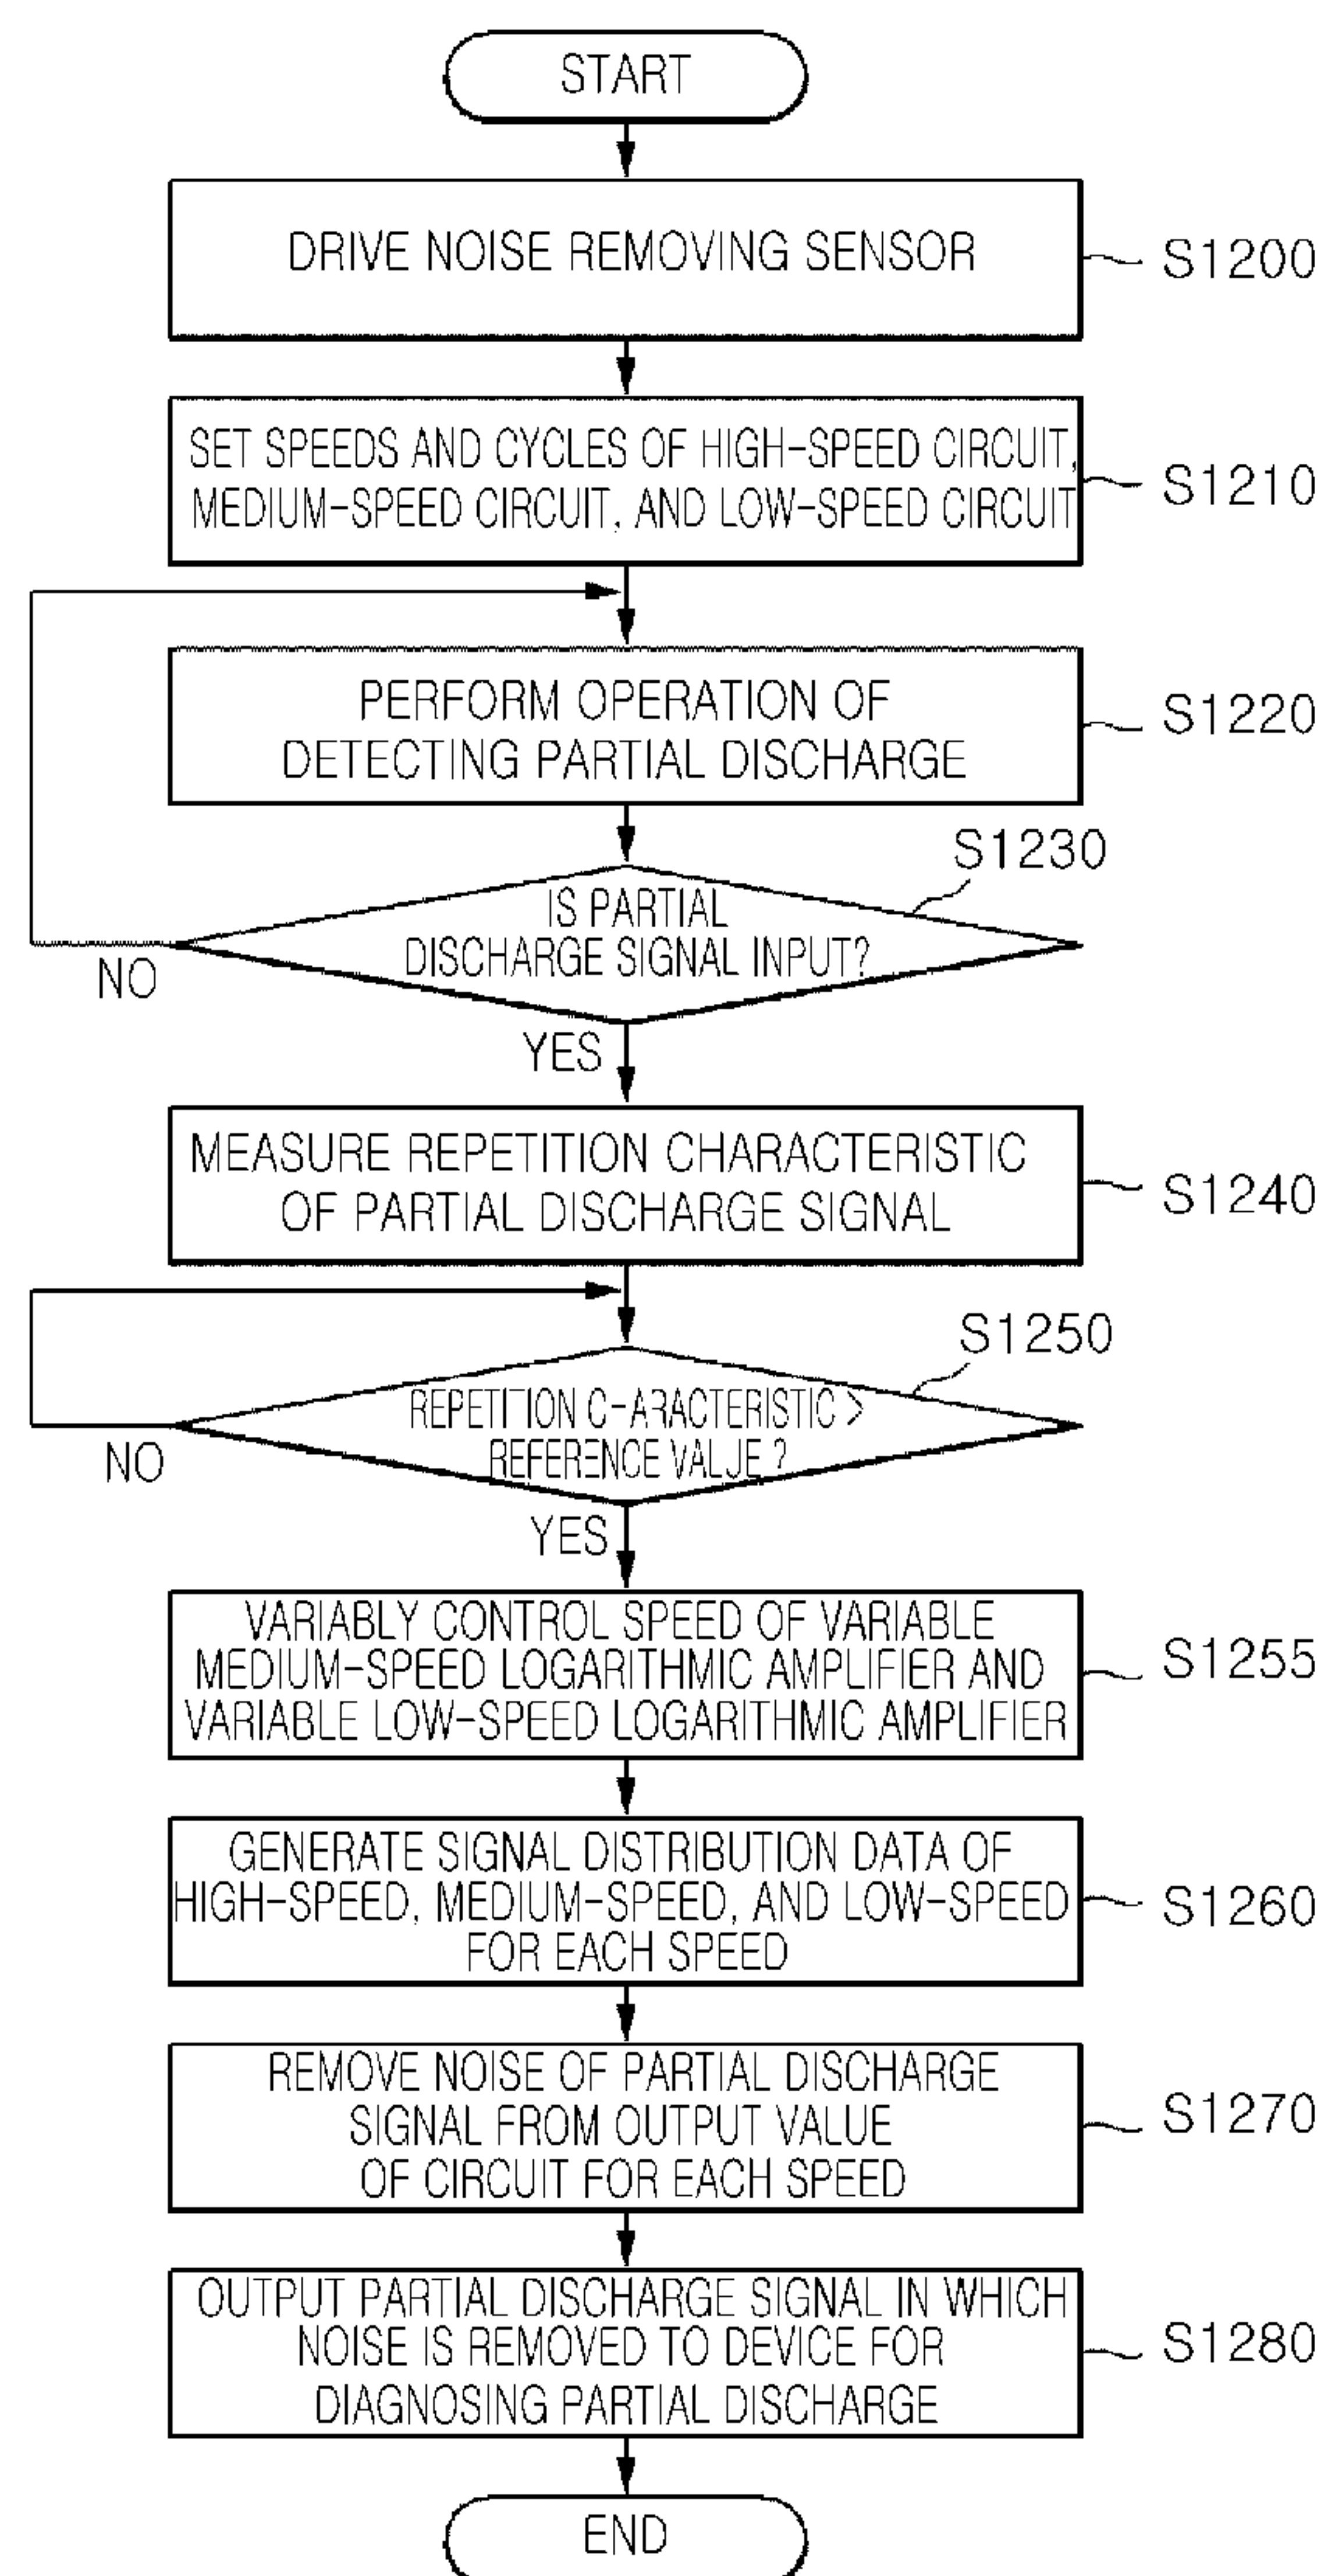 START
DRIVE NOISE REMOVING SENSOR
S1200
SET SPEEDS AND CYCLES OF HIGH-SPEED CIRCUIT,
MEDIUM-SPEED CIRCUIT, AND LOW-SPEED CIRCUIT
S1210
PERFORM OPERATION OF
DETECTING PARTIAL DISCHARGE
S1220
S1230
IS PARTIAL
DISCHARGE SIGNAL INPUT?
NO
YES
MEASURE REPETITION CHARACTERISTIC
OF PARTIAL DISCHARGE SIGNAL
S1240
S1250
REPETITION C-ARACTERISTIC >
REFERENCE VALJE ?
NO
YES
VARIABLY CONTROL SPEED OF VARIABLE
MEDIUM-SPEED LOGARITHMIC AMPLIFIER AND
VARIABLE LOW-SPEED LOGARITHMIC AMPLIFIER
S1255
GENERATE SIGNAL DISTRIBUTION DATA OF
HIGH-SPEED, MEDIUM-SPEED, AND LOW-SPEED
FOR EACH SPEED
S1260
REMOVE NOISE OF PARTIAL DISCHARGE
SIGNAL FROM OUTPUT VALUE
OF CIRCUIT FOR EACH SPEED
S1270
OUTPUT PARTIAL DISCHARGE SIGNAL IN WHICH
NOISE IS REMOVED TO DEVICE FOR
DIAGNOSING PARTIAL DISCHARGE
S1280
END